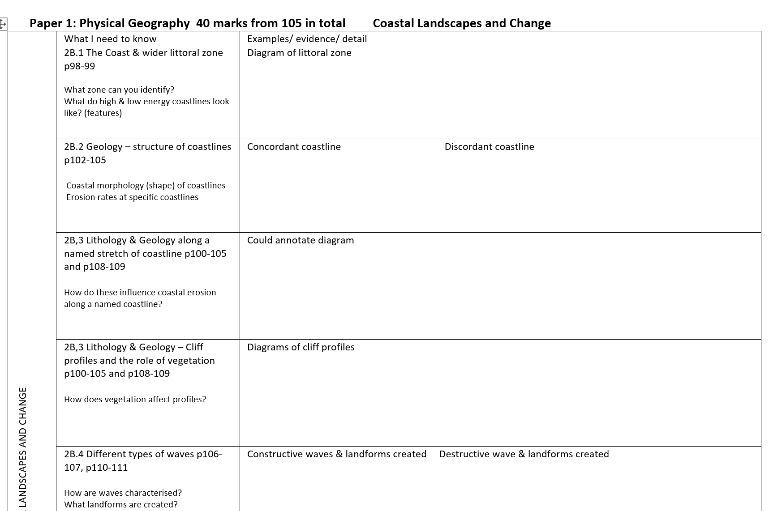 Paper 1: Physical Geography 40 marks from 105 in total Coastal Landscapes and Change
What I need to know
2B.1 The Coast & wider littoral zone
p98-99
What zone can you identify?
What do high & low energy coastlines look
like? (features)
Examples/ evidence/ detail
Diagram of littoral zone
2B.2 Geology – structure of coastlines
p102-105
Coastal morphology (shape) of coastlines
Erosion rates at specific coastlines
Concordant coastline
Discordant coastline
2B,3 Lithology & Geology along a
named stretch of coastline p100-105
and p108-109
How do these influence coastal erosion
along a named coastline?
Could annotate diagram
2B,3 Lithology & Geology – Cliff
profiles and the role of vegetation
p100-105 and p108-109
How does vegetation affect profiles?
Diagrams of cliff profiles
2B.4 Different types of waves p106-
107, p110-111
How are waves characterised?
What landforms are created?
Constructive waves & landforms created
Destructive wave & landforms created
LANDSCAPES AND CHANGE